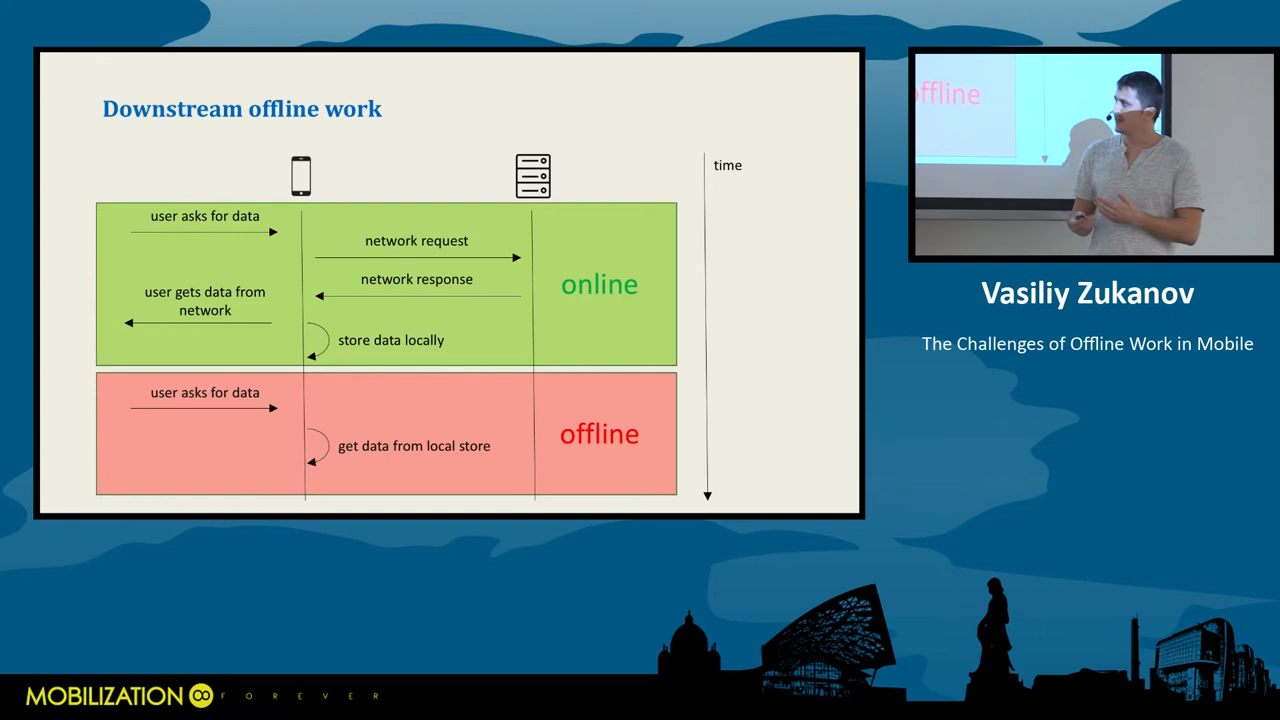 Downstream offline work
time
user asks for data
network request
network response
online
user gets data from
network
store data locally
user asks for data
offline
get data from local store
offline
Vasiliy Zukanov
The Challenges of Offline Work in Mobile
MOBILIZATION FOREVER